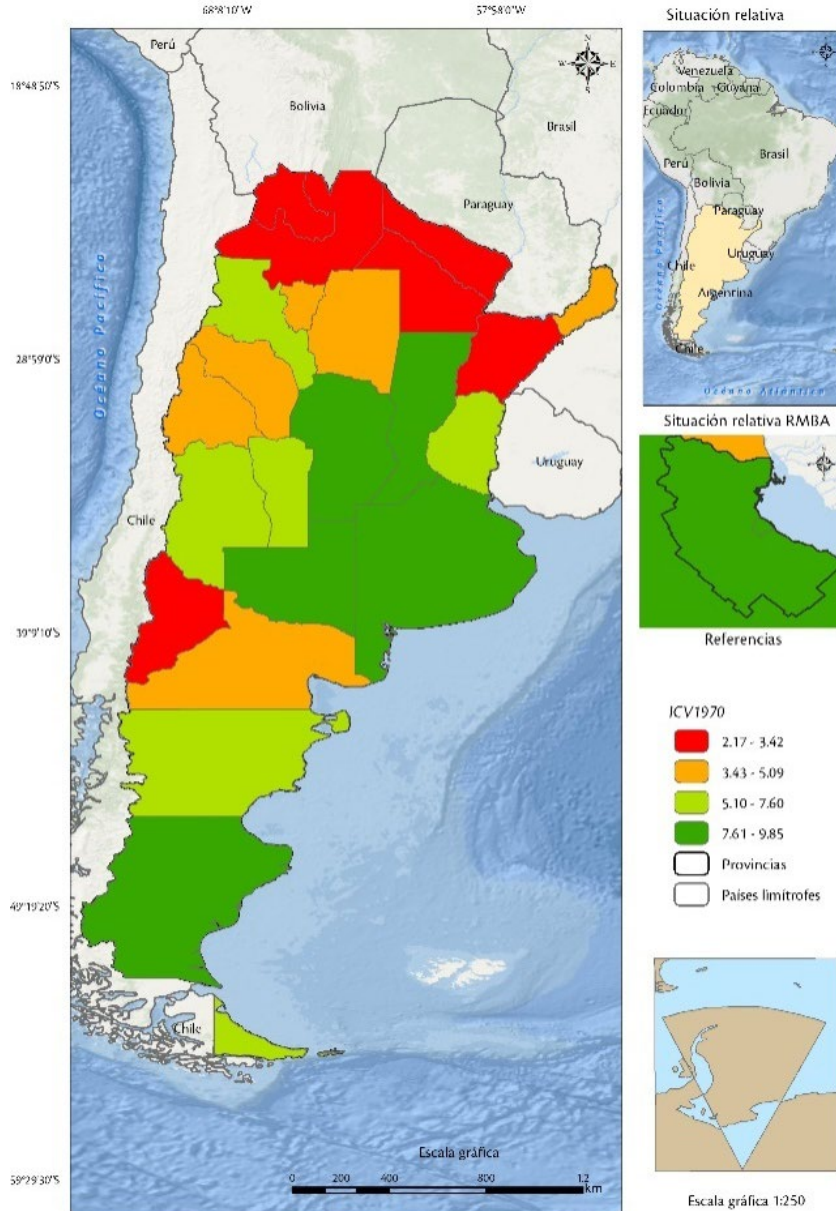 68°8'10"W
57°58'0"W
Situación relativa
18°48'50"S
28°59'0"S
39°9'10"S
49°19'20"S
59°29'30"S
Perú
Bolivia
Brasil
Paraguay
Uruguay
Chile
Océano Pacífico
Chile
N
W
E
S
Escala gráfica
0 200 400 800 1.2
km
Venezuela
Colombia
Guyana
Ecuador
Perú
Brasil
Bolivia
Paraguay
Uruguay
Chile
Argentina
Chile
Océano Pacífico
Océano Atlántico
Situación relativa RMBA
Referencias
ICV1970
2.17 - 3.42
3.43 - 5.09
5.10 - 7.60
7.61 - 9.85
Provincias
Países limítrofes
Escala gráfica 1:250